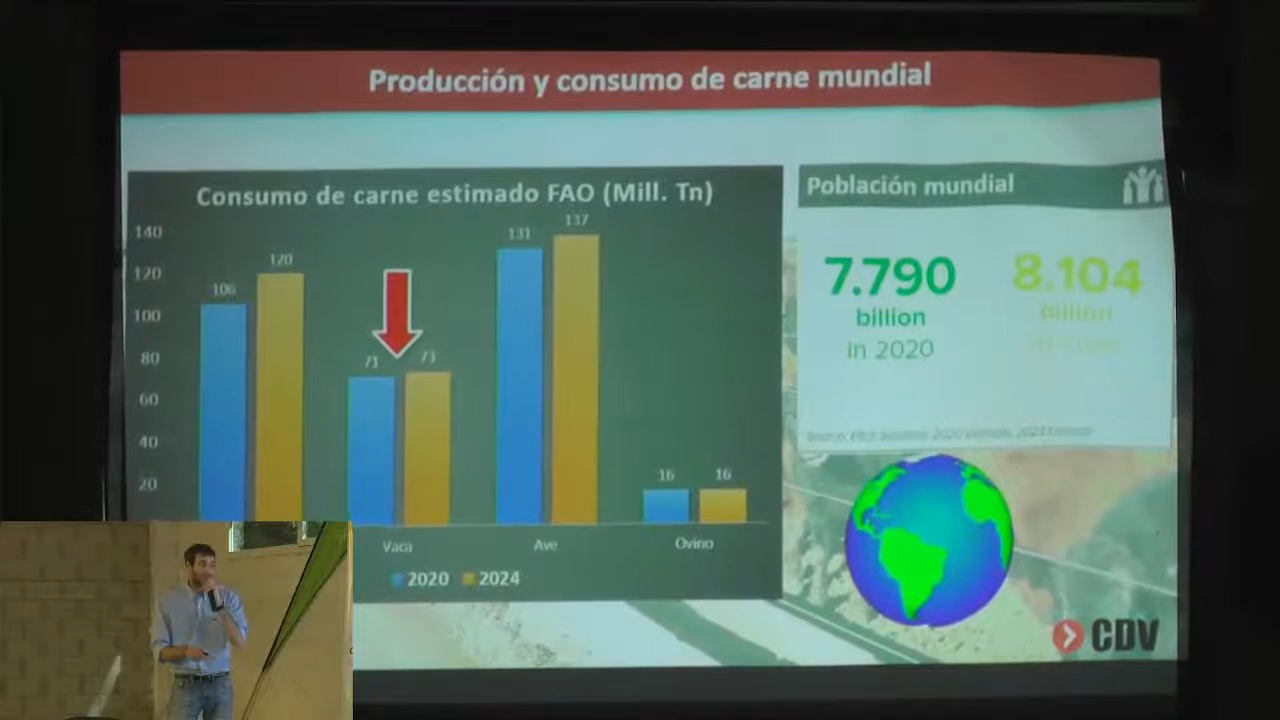 Producción y consumo de carne mundial
Consumo de carne estimado FAO (Mill. Tn)
140
120
100
80
60
40
20
106
120
71
73
131
137
16
16
Vaca
Ave
Ovino
2020
2024
Población mundial
7.790
billion
in 2020
8.104
billion
CDV